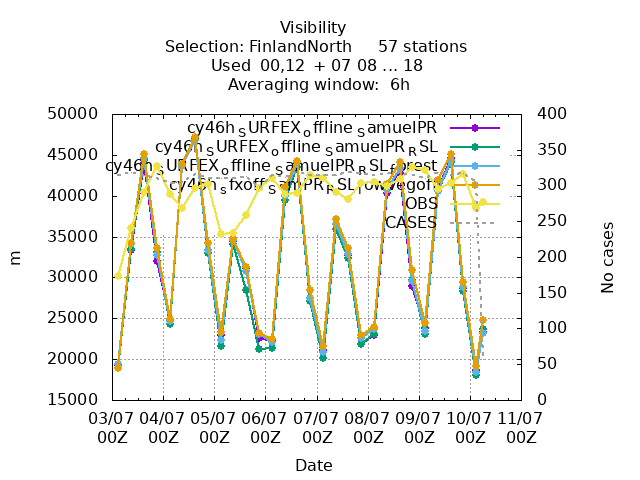 Visibility
Selection: FinlandNorth 57 stations
Used 00,12 + 07 08 ... 18
Averaging window: 6h
50000
45000
40000
35000
30000
25000
20000
15000
m
400
350
300
250
200
150
100
50
0
No cases
cy46h_SURFEX_offline_SamuelPR
cy46h_SURFEX_offline_SamuelPR_RSL
cy46h_SURFEX_offline_SamuelPR_RSL_forest
OBS
CASES
03/07 04/07 05/07 06/07 07/07 08/07 09/07 10/07 11/07
00Z 00Z 00Z 00Z 00Z 00Z 00Z 00Z 00Z
Date